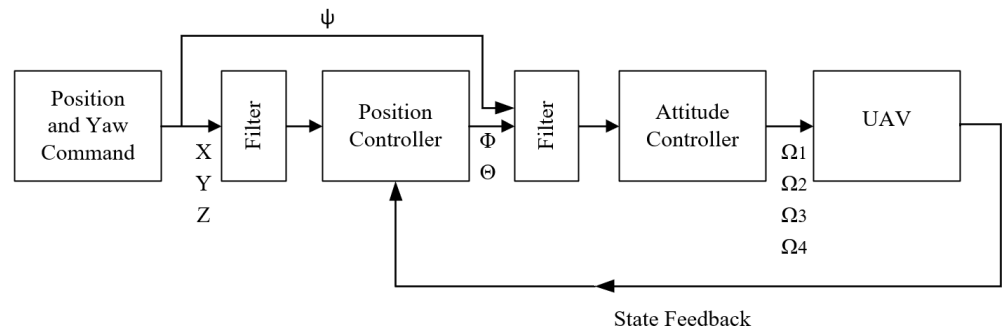 ψ
Position
and Yaw
Command
X
Y
Z
Filter
Position
Controller
Φ
Θ
Filter
Attitude
Controller
Ω1
Ω2
Ω3
Ω4
UAV
State Feedback